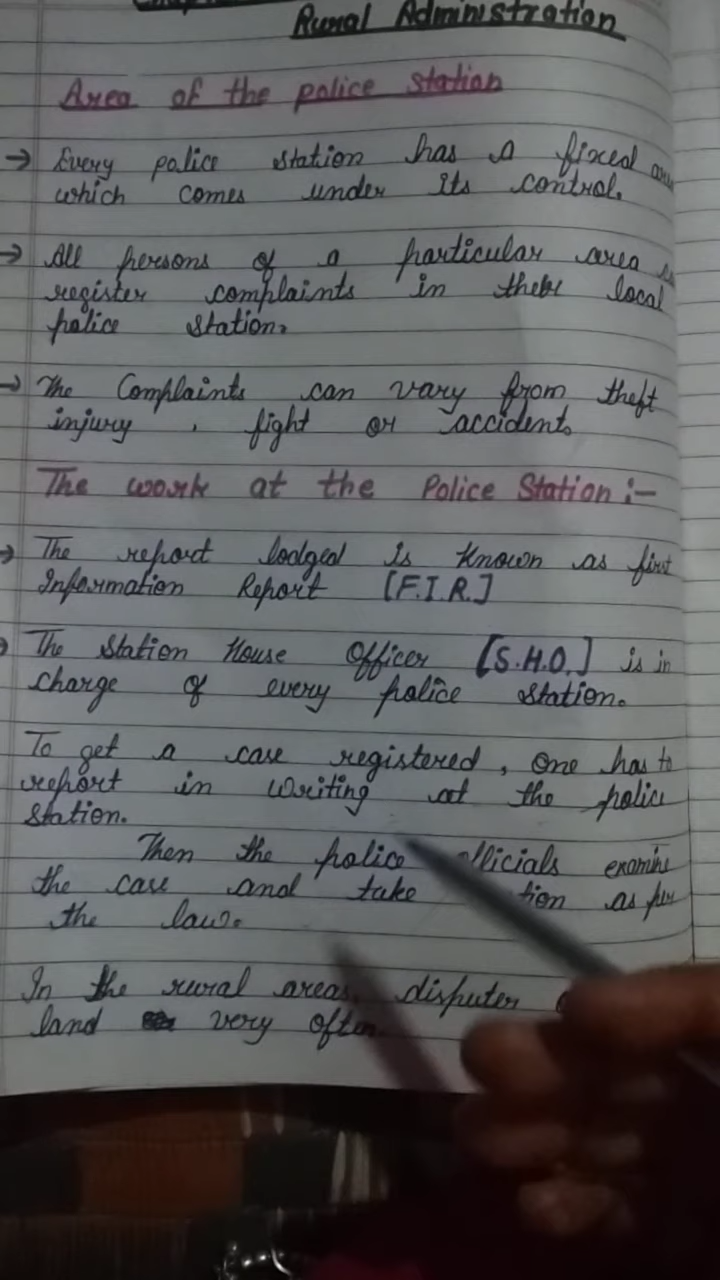 Rural Administration
Area of the police station
→ Every police station has a fixed
which comes under its control.
→ All persons of a particular area
register complaints in their local
police station.
→ The Complaints can vary from theft
injury, fight or accident.
The work at the Police Station :-
→ The report lodged is known as first
Information Report [F.I.R.]
The Station House Officer [S.H.O.] is in
charge of every police station.
To get a case registered, one has to
report in writing at the police
station.
Then the police examine
the case and take as per
the law.
In the rural areas, disputes
land very often